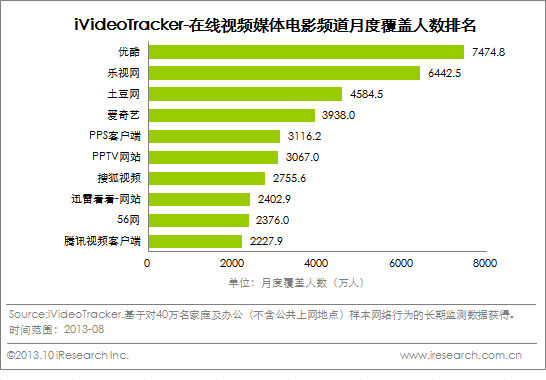 iVideoTracker-在线视频媒体电影频道月度覆盖人数排名
优酷 7474.8
乐视网 6442.5
土豆网 4584.5
爱奇艺 3938.0
PPS客户端 3116.2
PPTV网站 3067.0
搜狐视频 2755.6
迅雷看看-网站 2402.9
56网 2376.0
腾讯视频客户端 2227.9
0 2000 4000 6000 8000
单位：月度覆盖人数（万人）
Source:iVideoTracker.基于对40万名家庭及办公（不含公共上网地点）样本网络行为的长期监测数据获得。
时间范围：2013-08
©2013.10 iResearch Inc. www.iresearch.com.cn